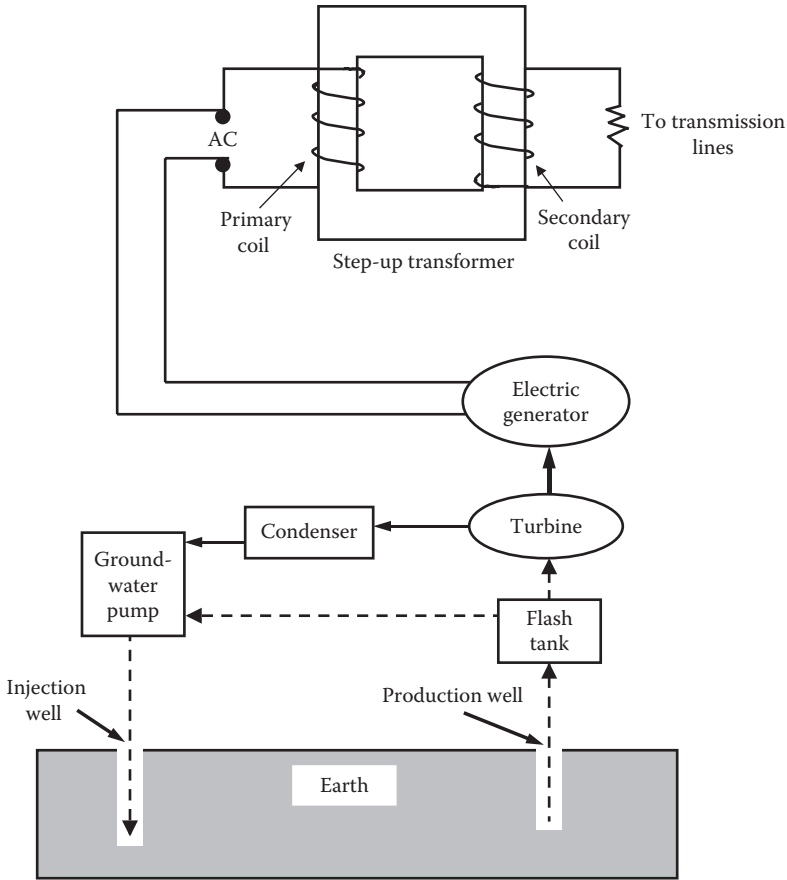 AC
To transmission
lines
Primary
coil
Secondary
coil
Step-up transformer
Electric
generator
Turbine
Condenser
Ground-
water
pump
Flash
tank
Injection
well
Production well
Earth